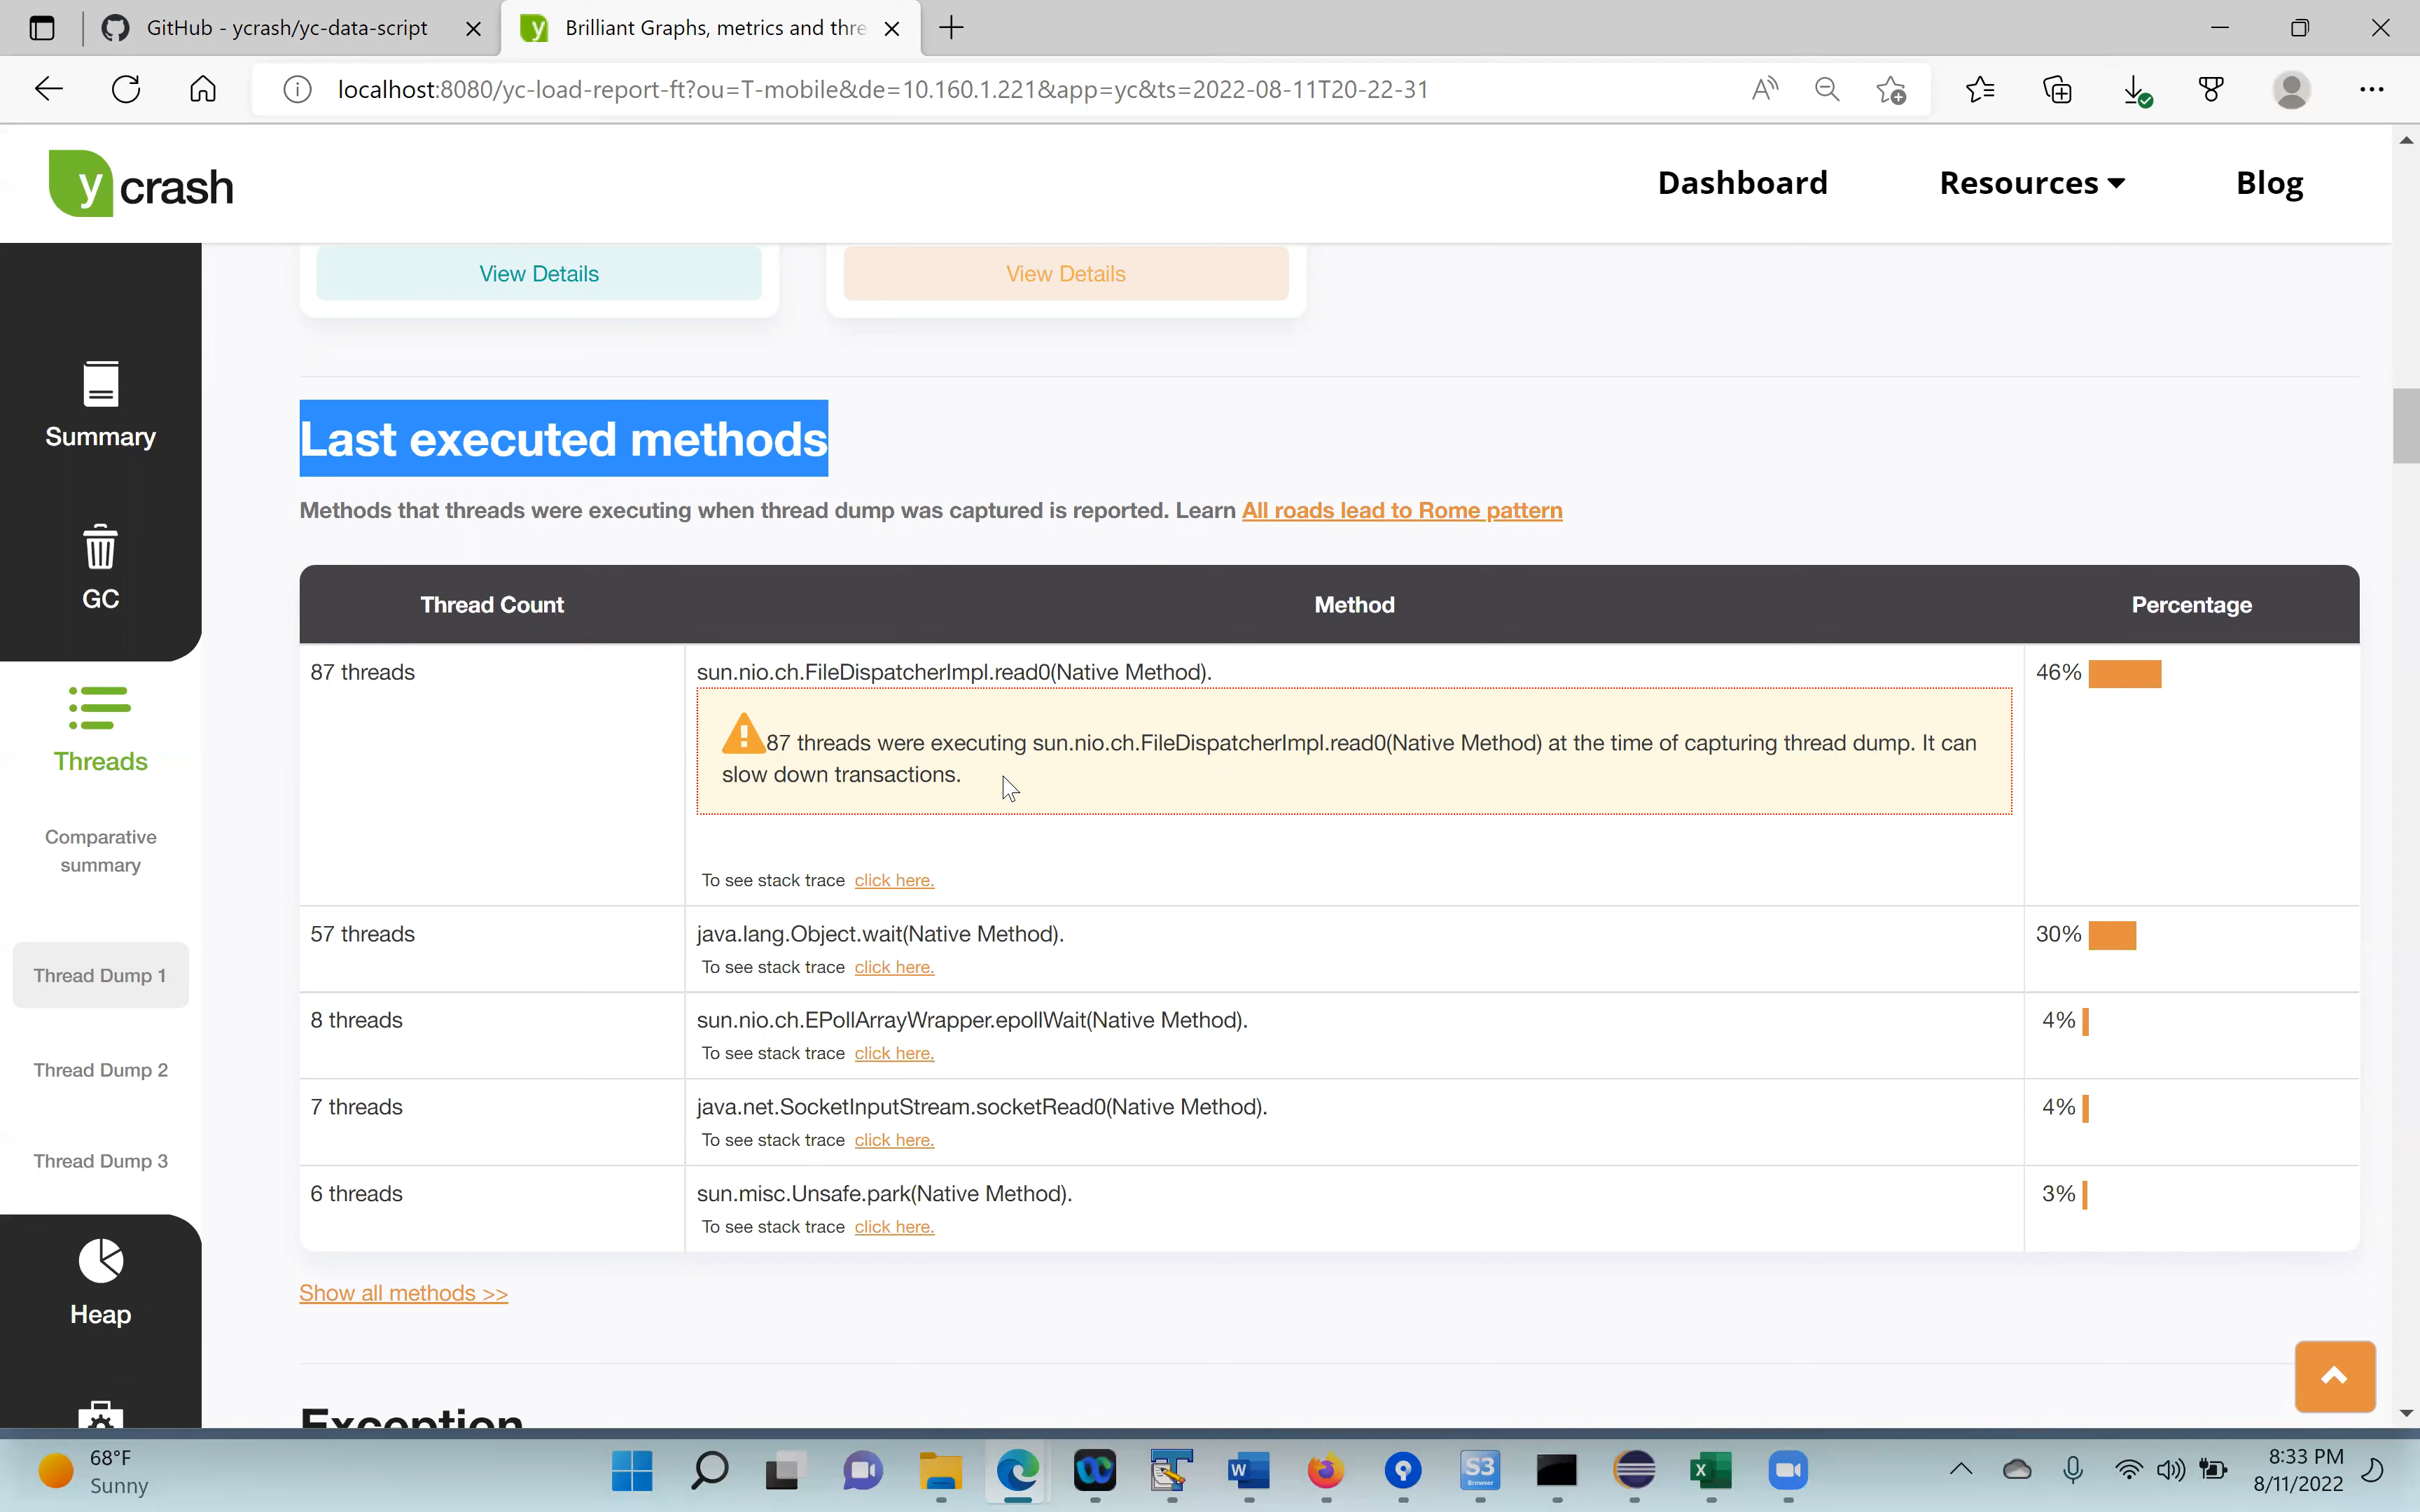 GitHub - ycrash/yc-data-script
Brilliant Graphs, metrics and thre
localhost:8080/yc-load-report-ft?ou=T-mobile&de=10.160.1.221&app=yc&ts=2022-08-11T20-22-31
y crash
Dashboard
Resources
Blog
View Details
View Details
Summary
GC
Threads
Comparative
summary
Thread Dump 1
Thread Dump 2
Thread Dump 3
Heap
Last executed methods
Methods that threads were executing when thread dump was captured is reported. Learn All roads lead to Rome pattern
Thread Count Method Percentage
87 threads sun.nio.ch.FileDispatcherImpl.read0(Native Method). 46%
87 threads were executing sun.nio.ch.FileDispatcherImpl.read0(Native Method) at the time of capturing thread dump. It can
slow down transactions.
To see stack trace click here.
57 threads java.lang.Object.wait(Native Method). 30%
To see stack trace click here.
8 threads sun.nio.ch.EPollArrayWrapper.epollWait(Native Method). 4%
To see stack trace click here.
7 threads java.net.SocketInputStream.socketRead0(Native Method). 4%
To see stack trace click here.
6 threads sun.misc.Unsafe.park(Native Method). 3%
To see stack trace click here.
Show all methods >>
Exception
68°F
Sunny
W
S3
Browser
X
8:33 PM
8/11/2022